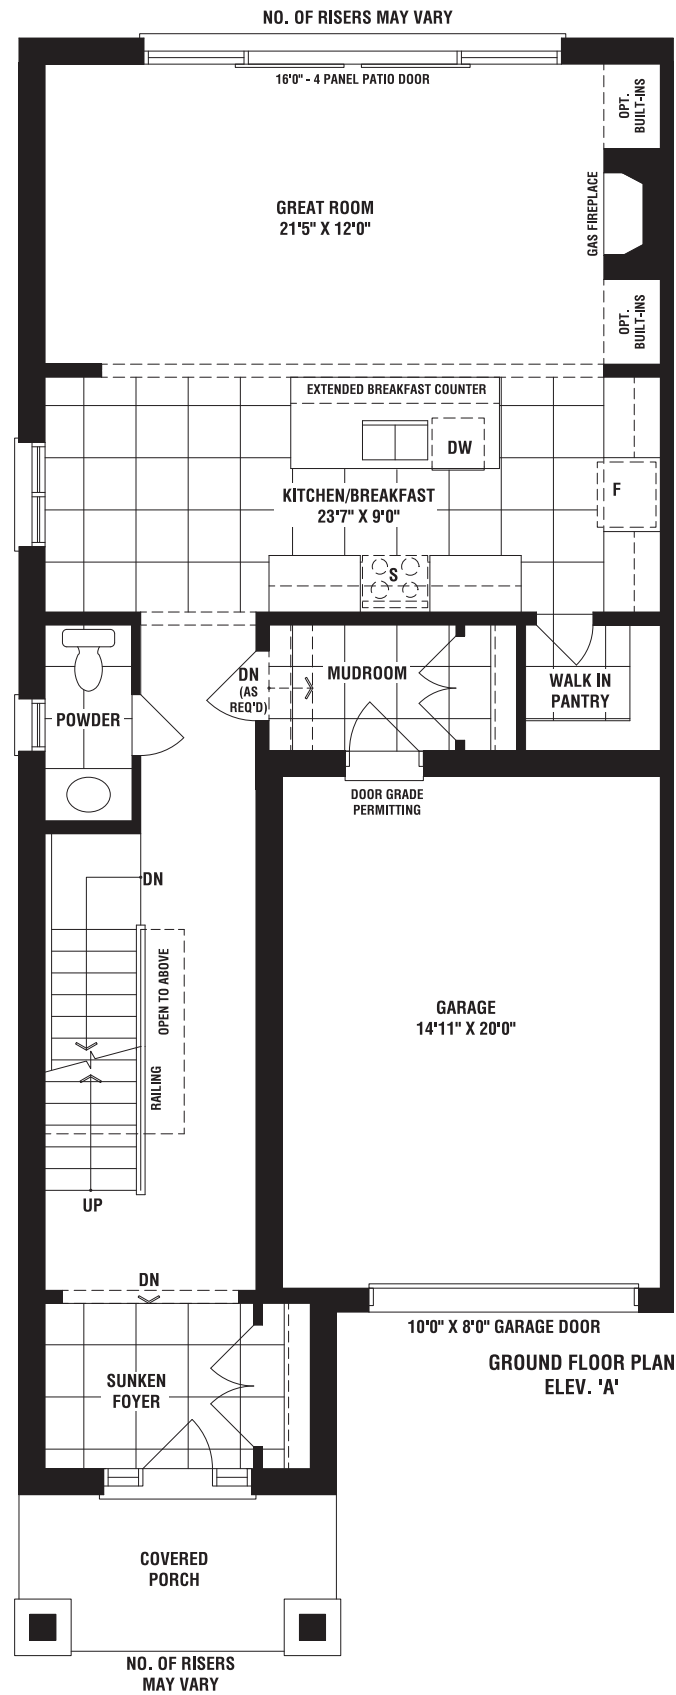 NO. OF RISERS MAY VARY
16'0" - 4 PANEL PATIO DOOR
OPT.
BUILT-INS
GREAT ROOM
21'5" X 12'0"
GAS FIREPLACE
OPT.
BUILT-INS
EXTENDED BREAKFAST COUNTER
DW
KITCHEN/BREAKFAST
23'7" X 9'0"
F
S
DN
(AS
REQ'D)
MUDROOM
WALK IN
PANTRY
POWDER
DOOR GRADE
PERMITTING
DN
OPEN TO ABOVE
RAILING
GARAGE
14'11" X 20'0"
UP
DN
10'0" X 8'0" GARAGE DOOR
GROUND FLOOR PLAN
ELEV. 'A'
SUNKEN
FOYER
COVERED
PORCH
NO. OF RISERS
MAY VARY